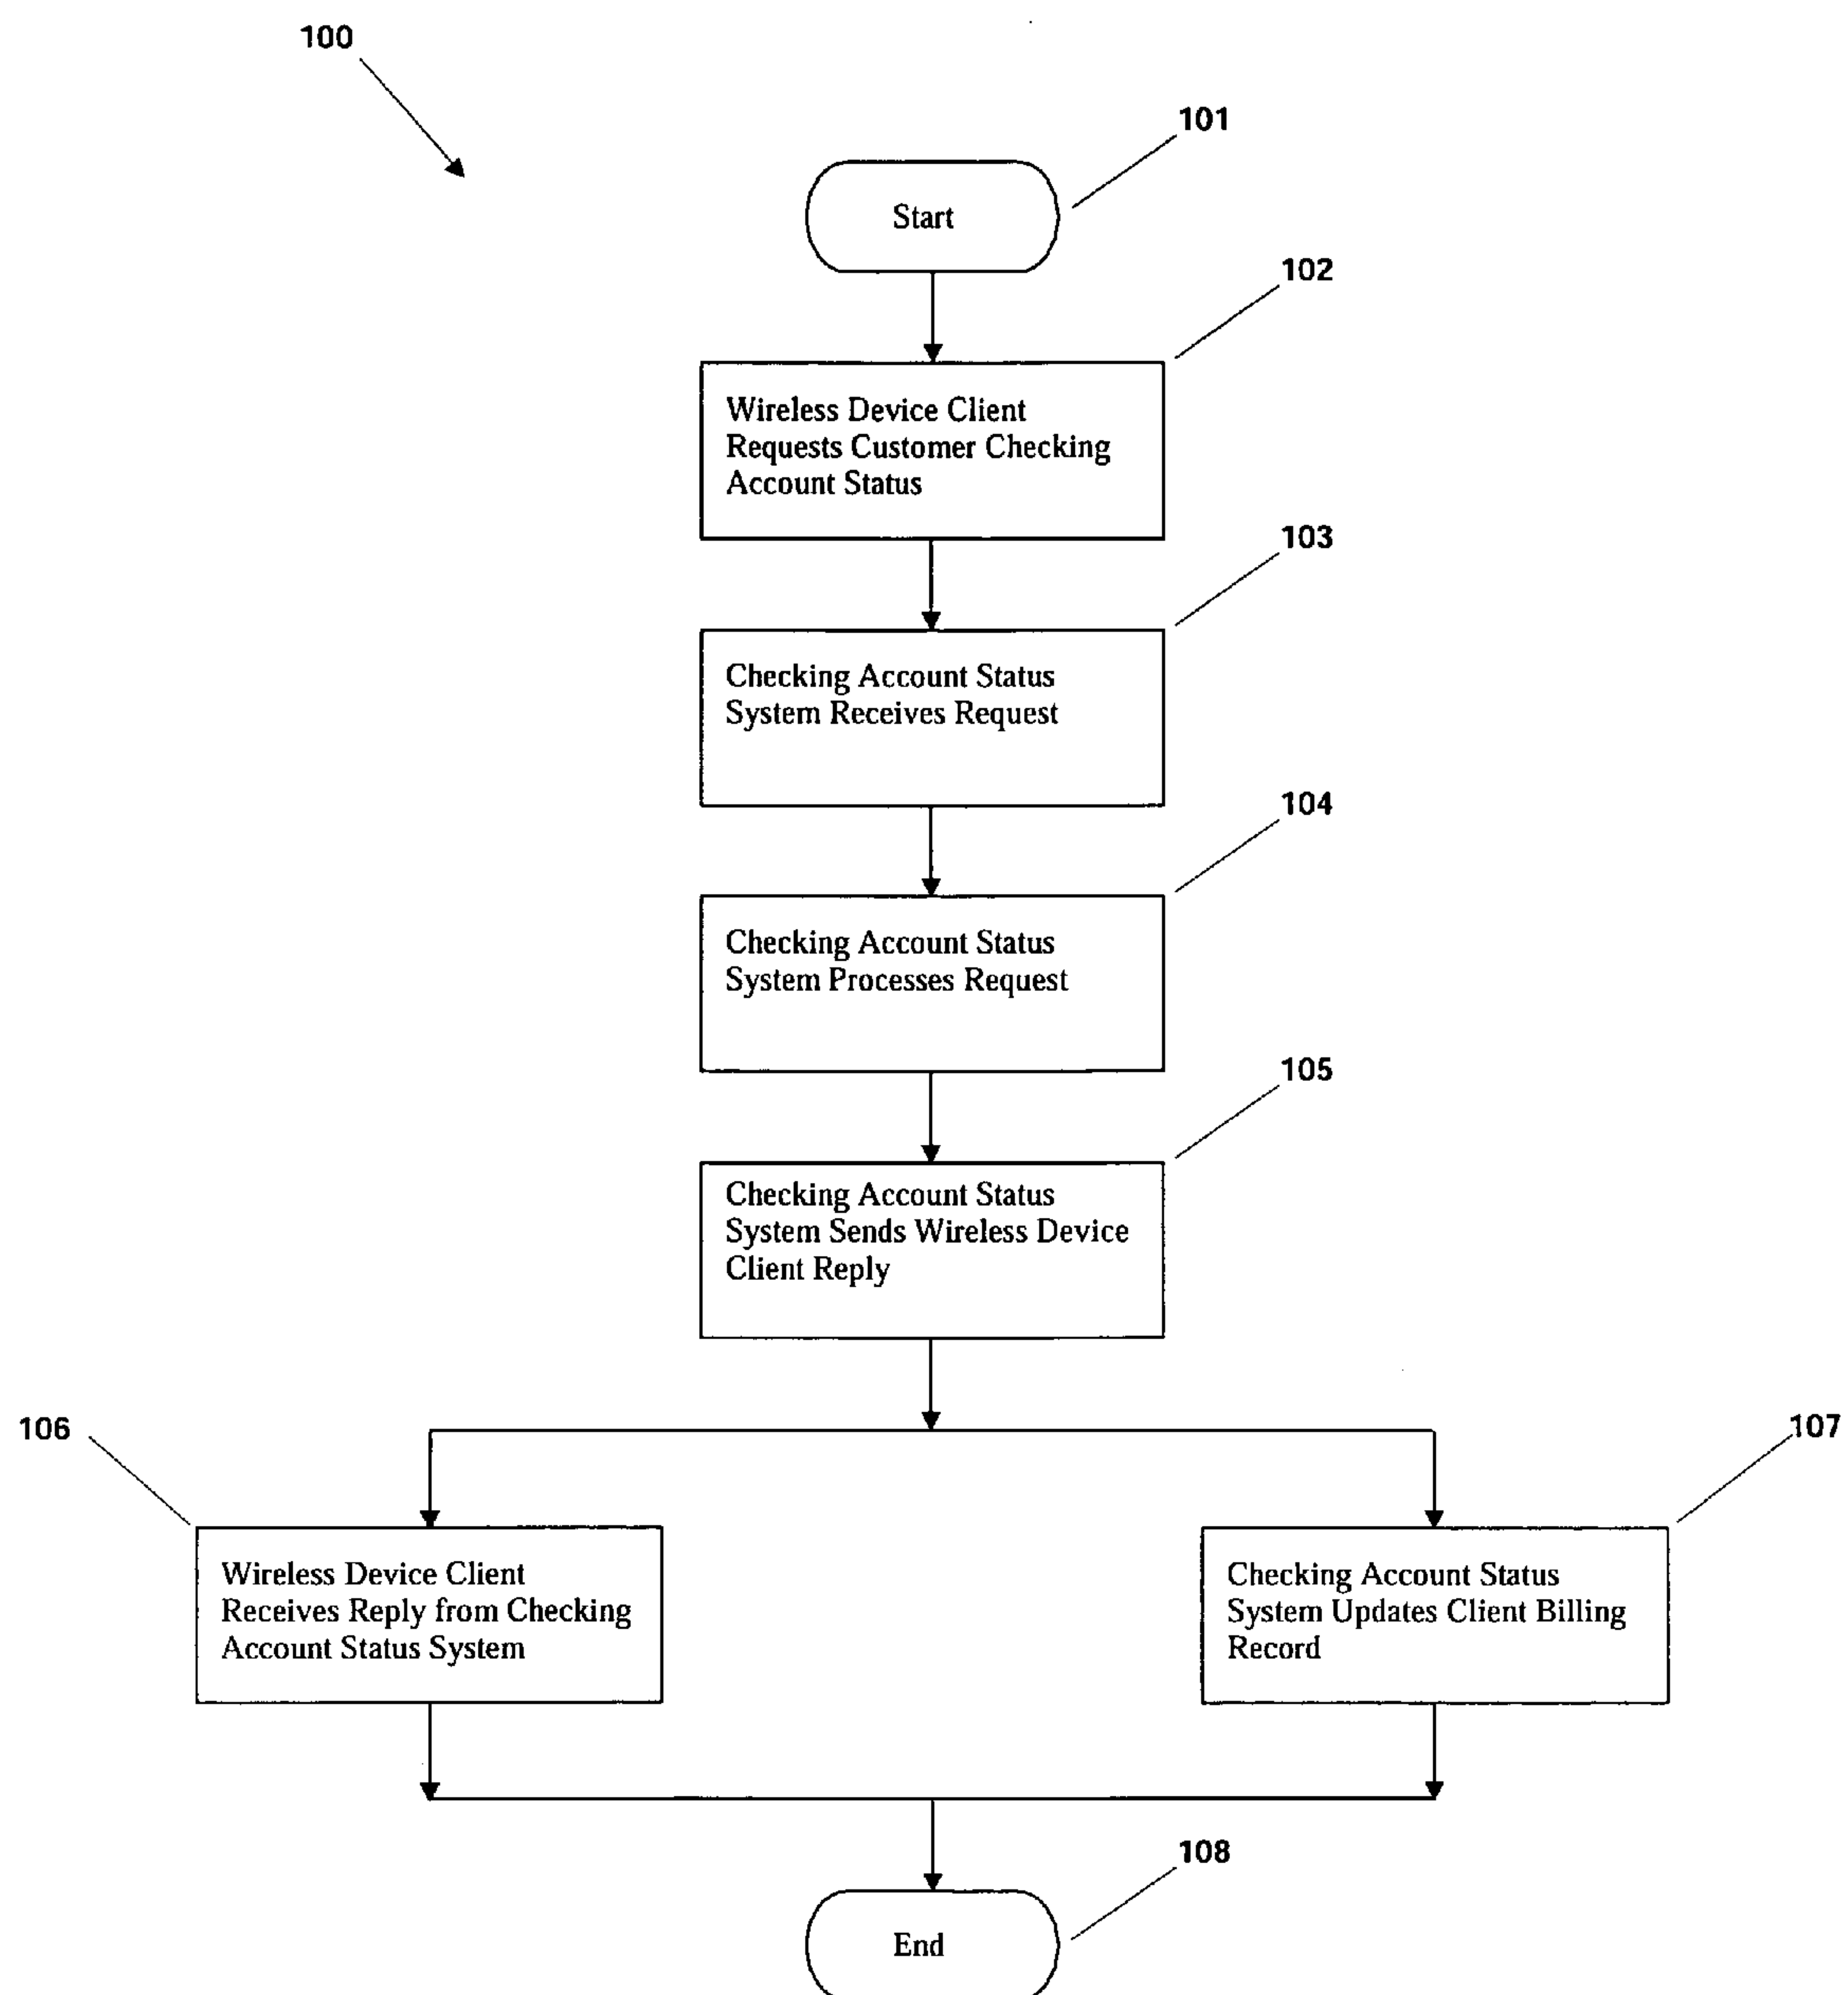 100
101
Start
102
Wireless Device Client
Requests Customer Checking
Account Status
103
Checking Account Status
System Receives Request
104
Checking Account Status
System Processes Request
105
Checking Account Status
System Sends Wireless Device
Client Reply
106
Wireless Device Client
Receives Reply from Checking
Account Status System
107
Checking Account Status
System Updates Client Billing
Record
108
End